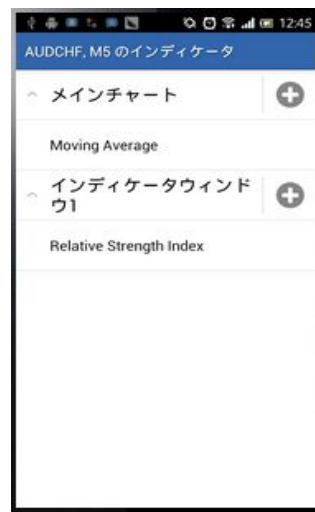 12:45
AUDCHF, M5 のインディケータ
メインチャート
Moving Average
インディケータウィンド
ウ1
Relative Strength Index